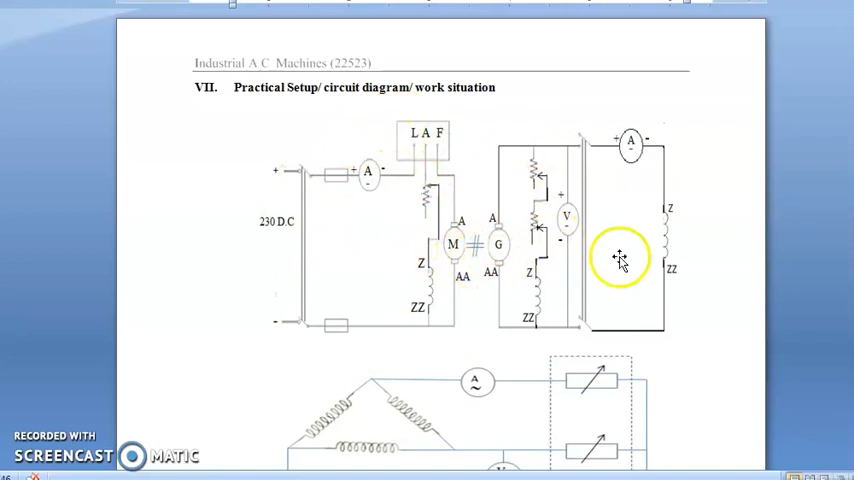 Industrial A C Machines (22523)
VII. Practical Setup/ circuit diagram/ work situation
L A F
+ A -
-
+
230 D.C
-
A
M
AA
Z
ZZ
A
G
AA
Z
ZZ
+
V
-
-
+ A -
-
Z
ZZ
A
~
V
RECORDED WITH
SCREENCAST MATIC
46